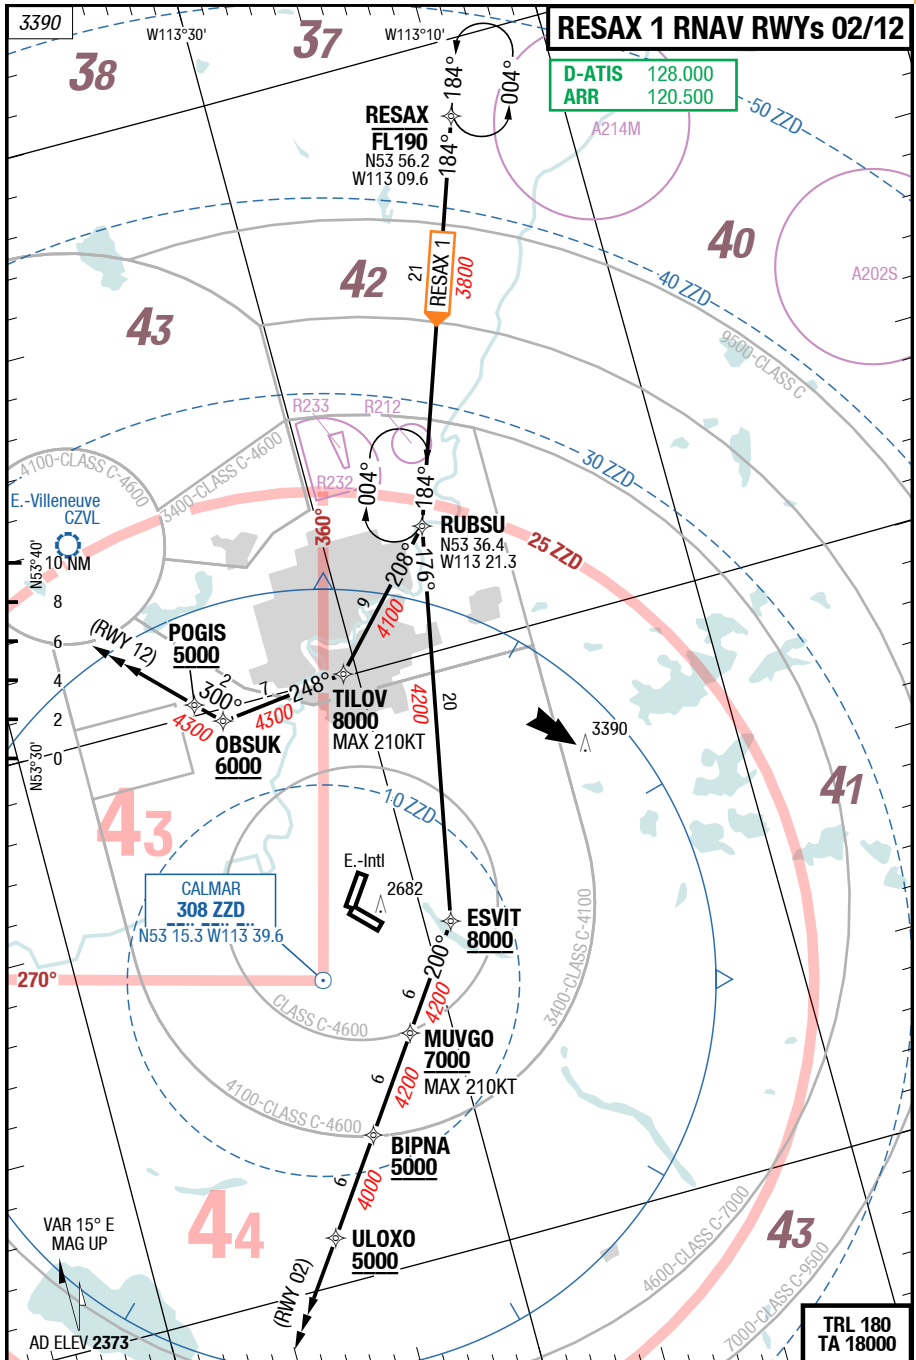 3390
RESAX 1 RNAV RWYs 02/12
W113°30'
W113°10'
37
38
D-ATIS 128.000
ARR 120.500
184°
004°
RESAX
FL190
N53 56.2
W113 09.6
184°
A214M
50 ZZD
40
A202S
42
21
RESAX 1
3800
40 ZZD
43
9500-CLASS C
R233
R212
R232
4100-CLASS C-4600
3400-CLASS C-4600
30 ZZD
004°
184°
E.-Villeneuve
CZVL
360°
RUBSU
N53 36.4
W113 21.3
25 ZZD
N53°40'
10 NM
8
6
4
2
0
N53°30'
208°
176°
9
4100
(RWY 12)
POGIS
5000
2
300°
7
248°
4300
4300
TILOV
8000
MAX 210KT
OBSUK
6000
4200
20
3390
41
43
10 ZZD
E.-Intl
2682
CALMAR
308 ZZD
N53 15.3 W113 39.6
ESVIT
8000
3400-CLASS C-4100
270°
200°
6
4200
CLASS C-4600
MUVGO
7000
MAX 210KT
6
4200
4100-CLASS C-4600
BIPNA
5000
6
4000
44
ULOXO
5000
VAR 15° E
MAG UP
4600-CLASS C-7000
43
(RWY 02)
7000-CLASS C-9500
AD ELEV 2373
TRL 180
TA 18000